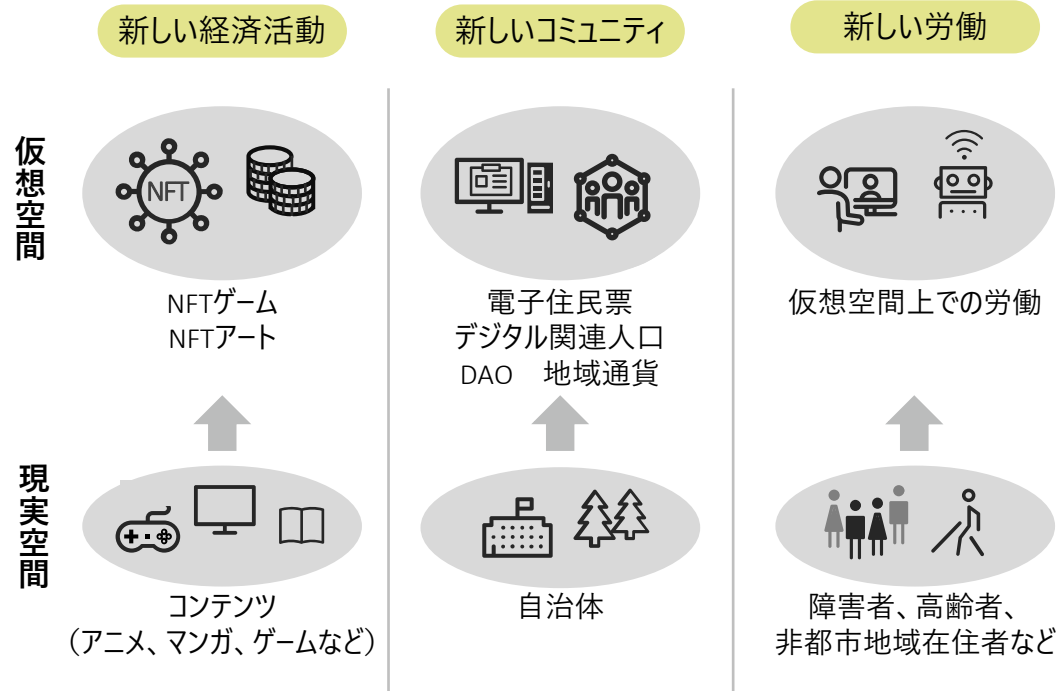 新しい経済活動
新しいコミュニティ
新しい労働
仮想空間
NFT
NFTゲーム
NFTアート
電子住民票
デジタル関連人口
DAO　地域通貨
仮想空間上での労働
現実空間
コンテンツ
（アニメ、マンガ、ゲームなど）
自治体
障害者、高齢者、
非都市地域在住者など